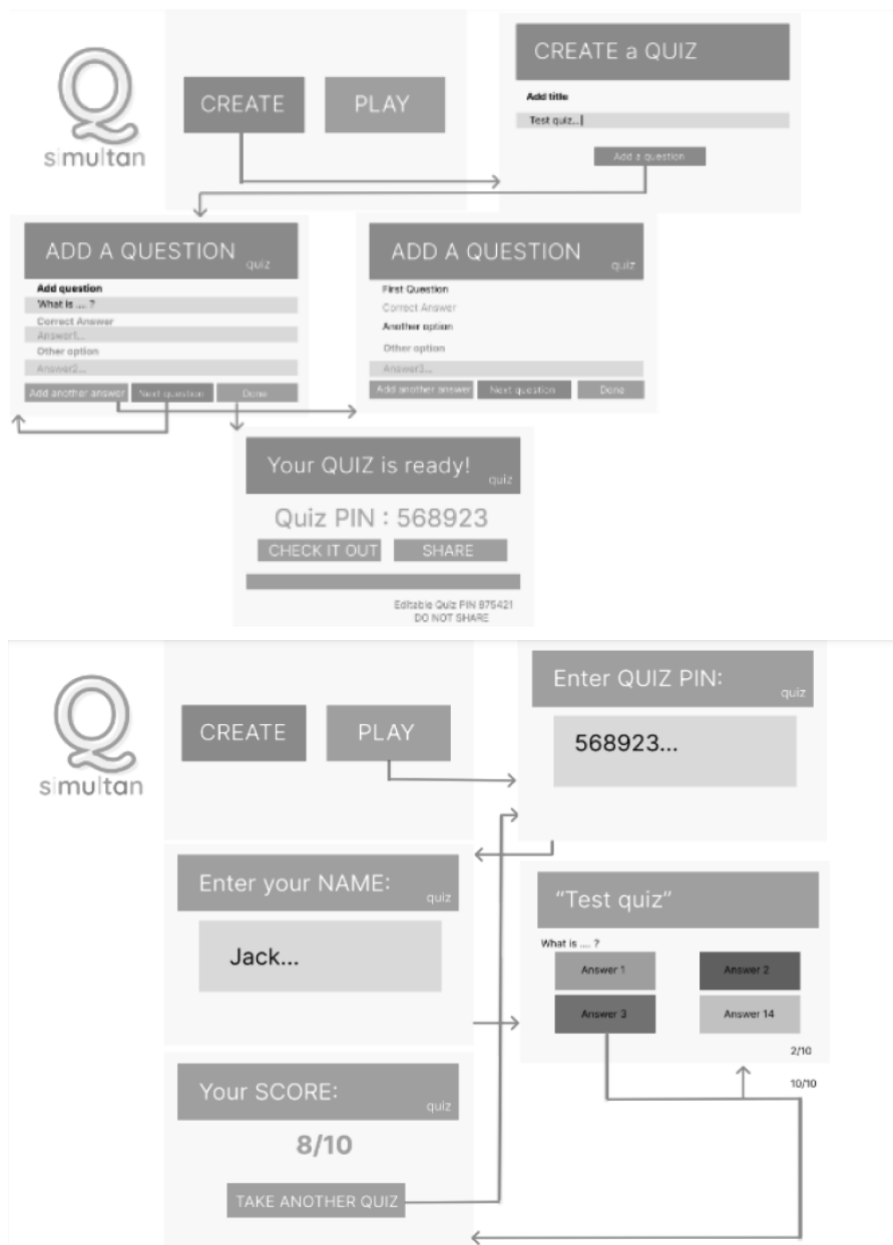 Q
simultan
CREATE
PLAY
CREATE a QUIZ
Add title
Test quiz...
Add a question
ADD A QUESTION
quiz
Add question
What is .... ?
Correct Answer
Answer1...
Other option
Answer2...
Add another answer
Next question
Done
ADD A QUESTION
quiz
First Question
Correct Answer
Another option
Other option
Answer3...
Add another answer
Next question
Done
Your QUIZ is ready!
quiz
Quiz PIN : 568923
CHECK IT OUT
SHARE
Editable Quiz PIN 875421
DO NOT SHARE
Q
simultan
CREATE
PLAY
Enter QUIZ PIN:
quiz
568923...
Enter your NAME:
quiz
Jack...
“Test quiz”
What is .... ?
Answer 1
Answer 2
Answer 3
Answer 14
2/10
10/10
Your SCORE:
quiz
8/10
TAKE ANOTHER QUIZ